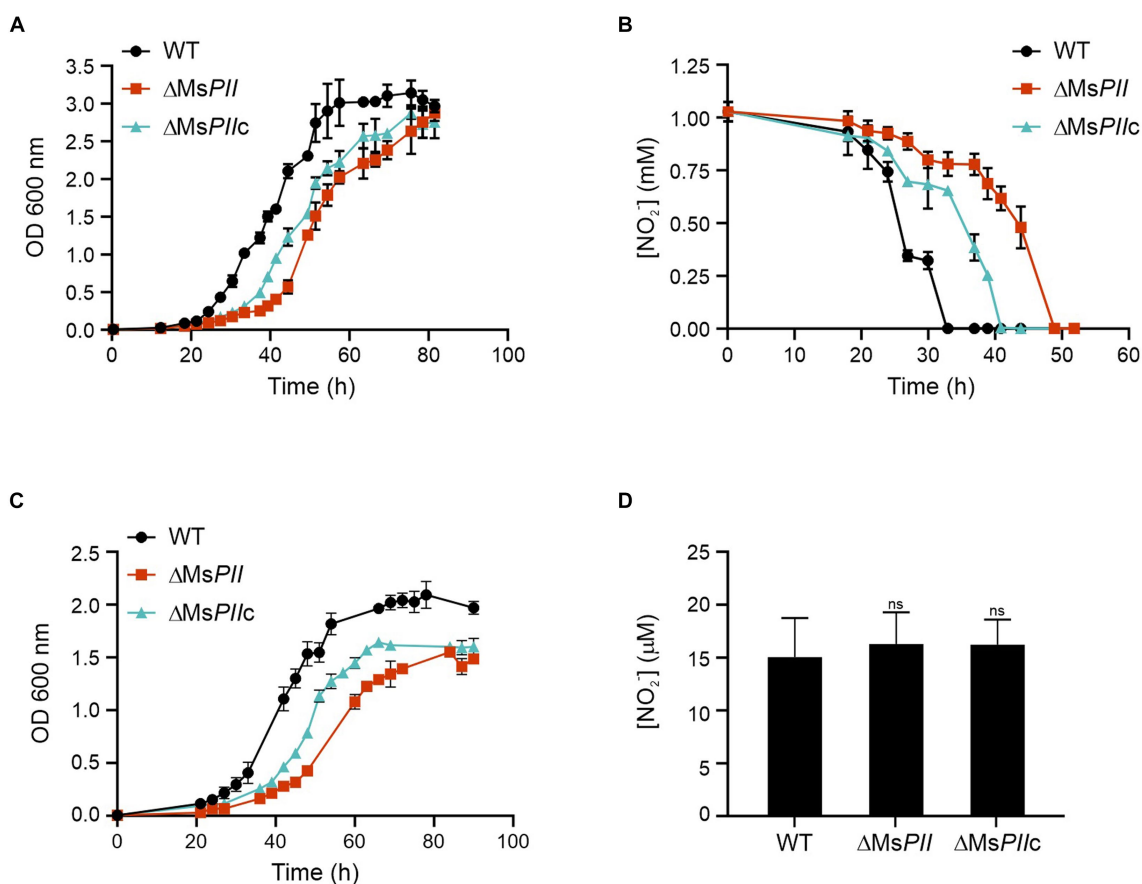 A
WT
ΔMsPII
ΔMsPIIc
3.5
3.0
2.5
2.0
1.5
1.0
0.5
0.0
OD 600 nm
0 20 40 60 80 100
Time (h)
B
WT
ΔMsPII
ΔMsPIIc
1.25
1.00
0.75
0.50
0.25
0.00
[NO₂⁻] (mM)
0 10 20 30 40 50 60
Time (h)
C
WT
ΔMsPII
ΔMsPIIc
2.5
2.0
1.5
1.0
0.5
0.0
OD 600 nm
0 20 40 60 80 100
Time (h)
D
25
20
15
10
5
0
[NO₂⁻] (µM)
ns ns
WT ΔMsPII ΔMsPIIc